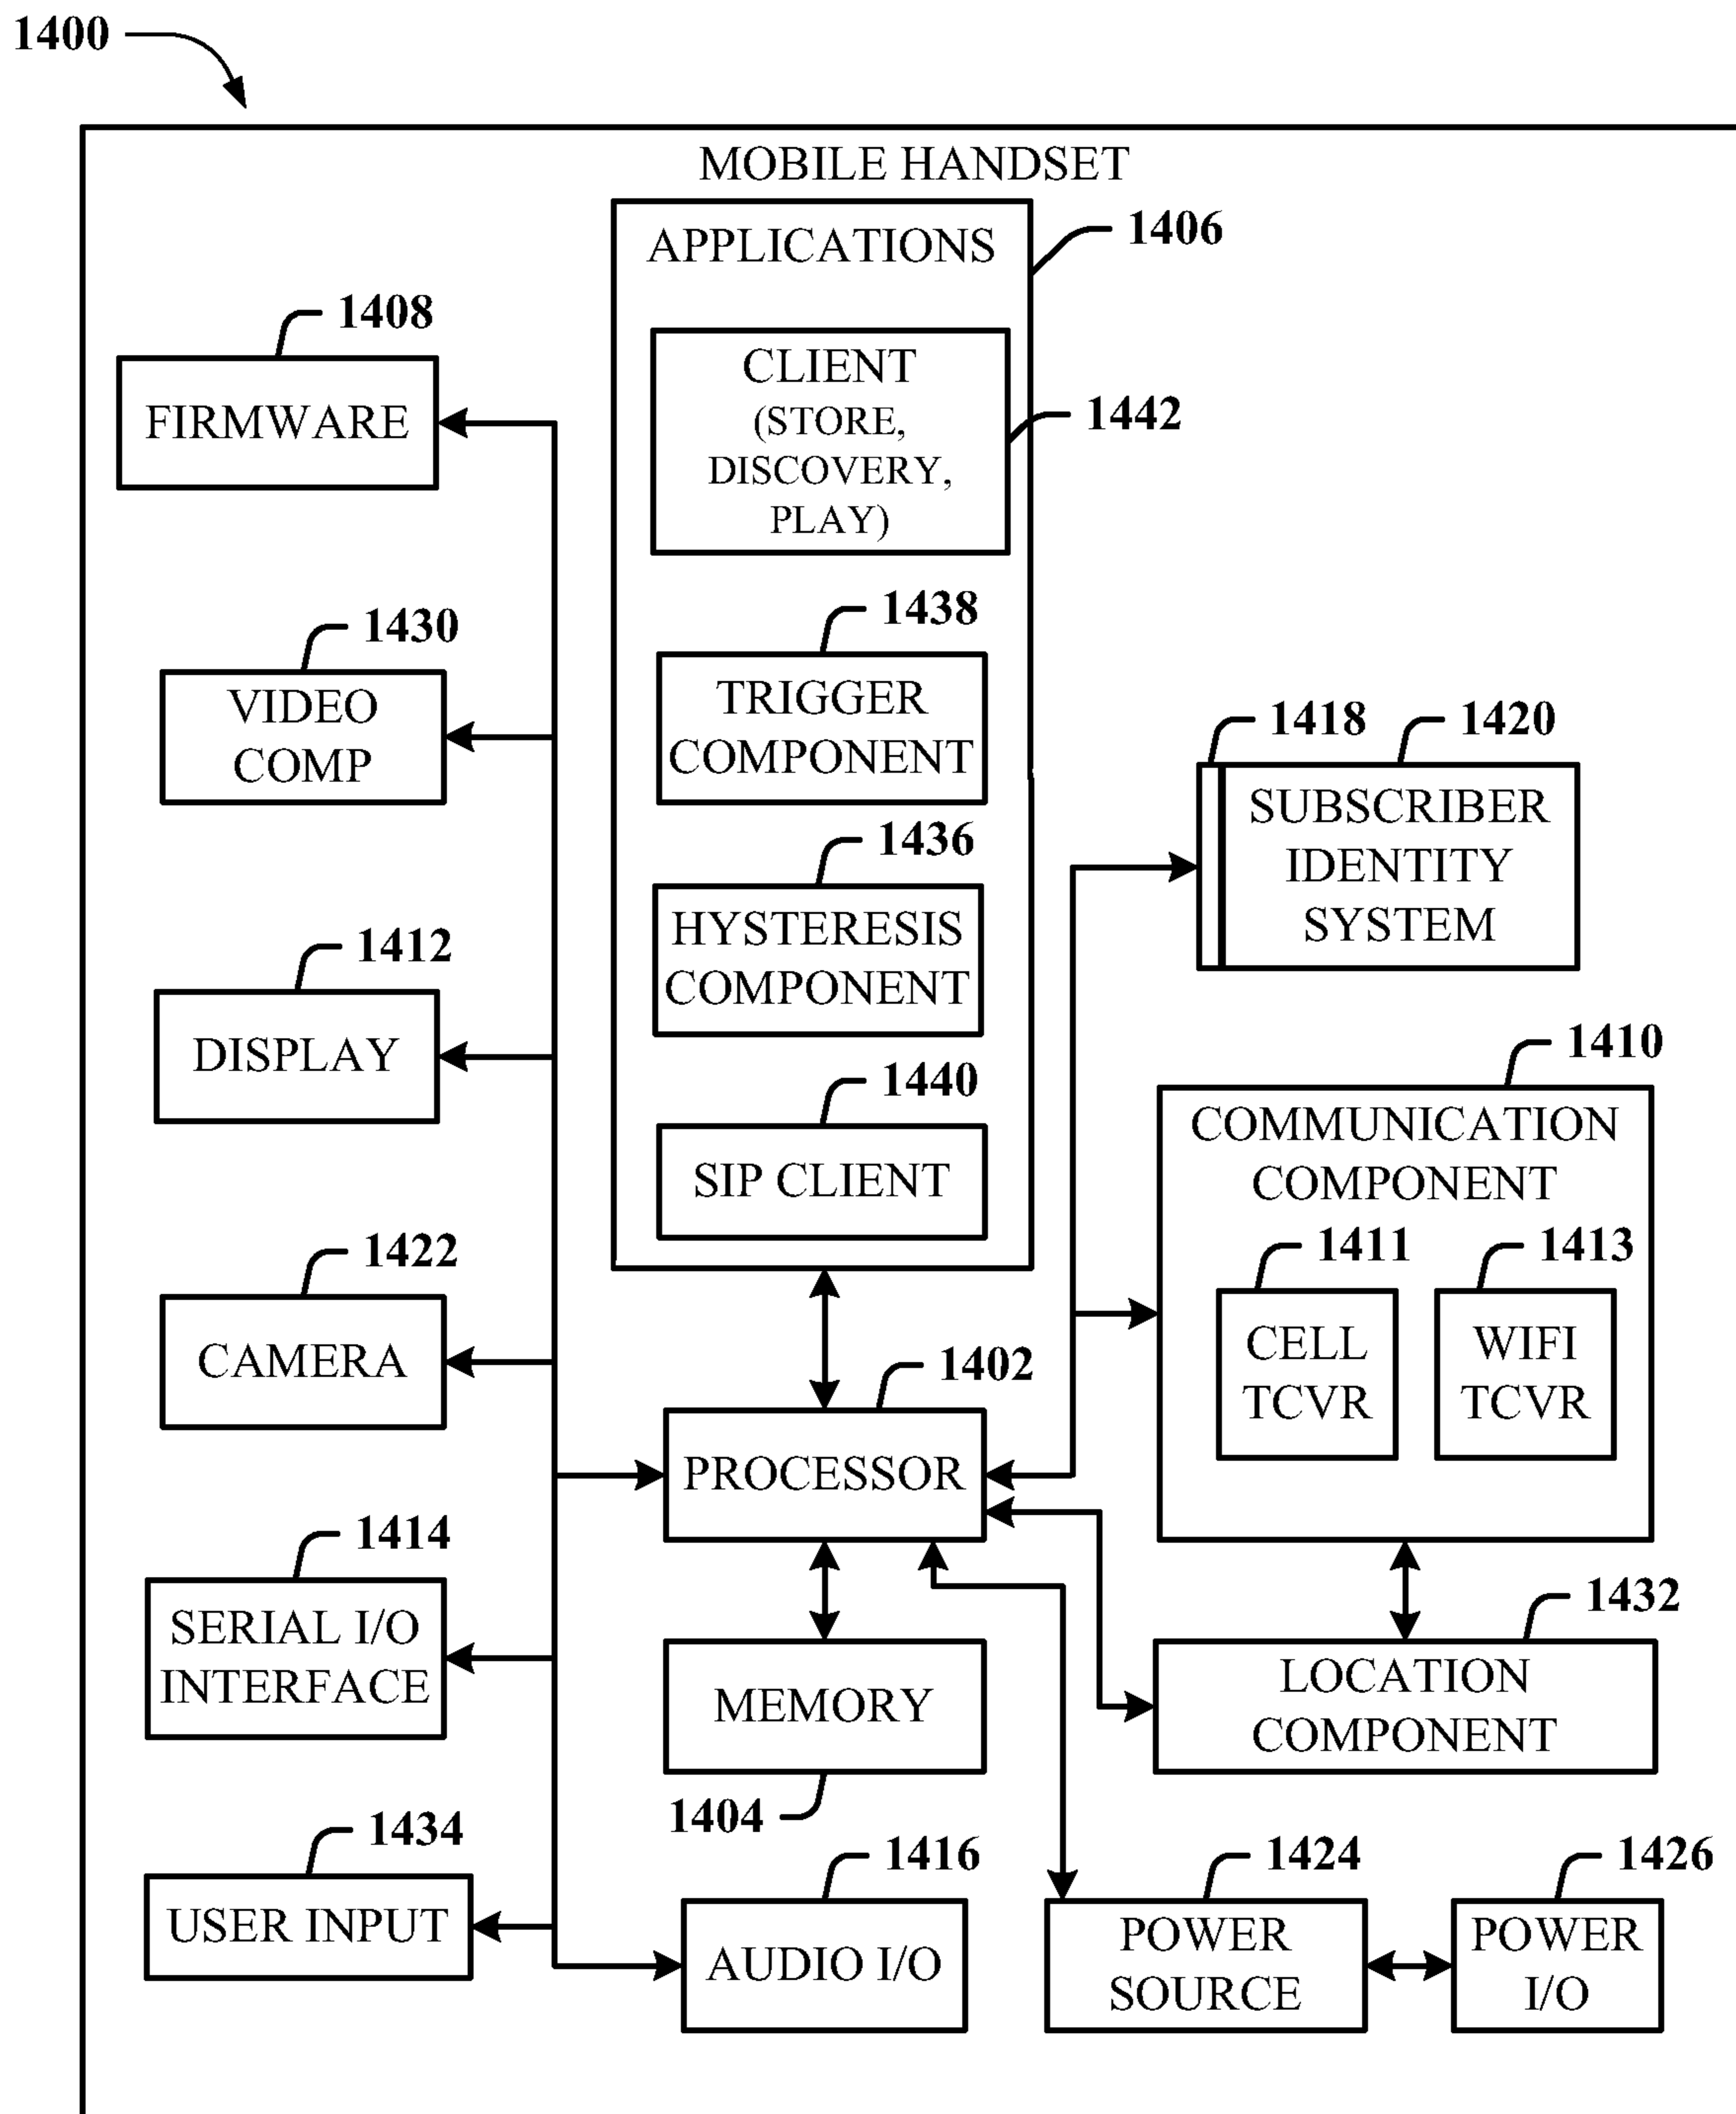 1400
MOBILE HANDSET
APPLICATIONS
1406
1408
FIRMWARE
CLIENT
(STORE,
DISCOVERY,
PLAY)
1442
1430
VIDEO
COMP
1438
TRIGGER
COMPONENT
1418
1420
SUBSCRIBER
IDENTITY
SYSTEM
1436
HYSTERESIS
COMPONENT
1412
DISPLAY
1440
SIP CLIENT
1410
COMMUNICATION
COMPONENT
1411
1413
CELL
TCVR
WIFI
TCVR
1422
CAMERA
1402
PROCESSOR
1414
SERIAL I/O
INTERFACE
MEMORY
1404
1432
LOCATION
COMPONENT
1434
USER INPUT
1416
AUDIO I/O
1424
POWER
SOURCE
1426
POWER
I/O